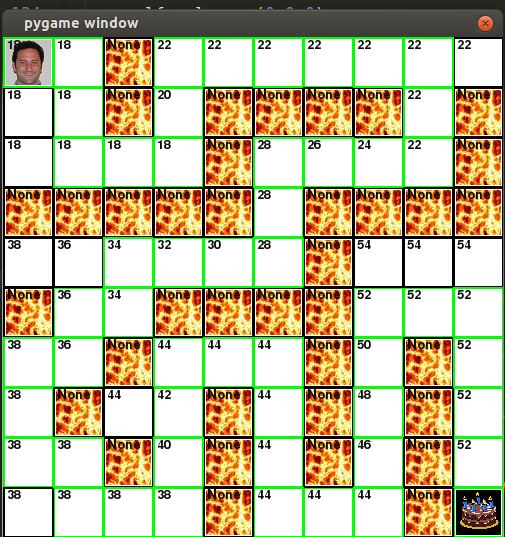 pygame window
18 18 None 22 22 22 22 22 22 22
18 18 None 20 None None None None 22 None
18 18 18 18 None 28 26 24 22 None
None None None None None 28 None None None None
38 36 34 32 30 28 None 54 54 54
None 36 34 None None None None 52 52 52
38 36 None 44 44 44 None 50 None 52
38 None 44 42 None 44 None 48 None 52
38 38 None 40 None 44 None 46 None 52
38 38 38 38 None 44 44 44 None